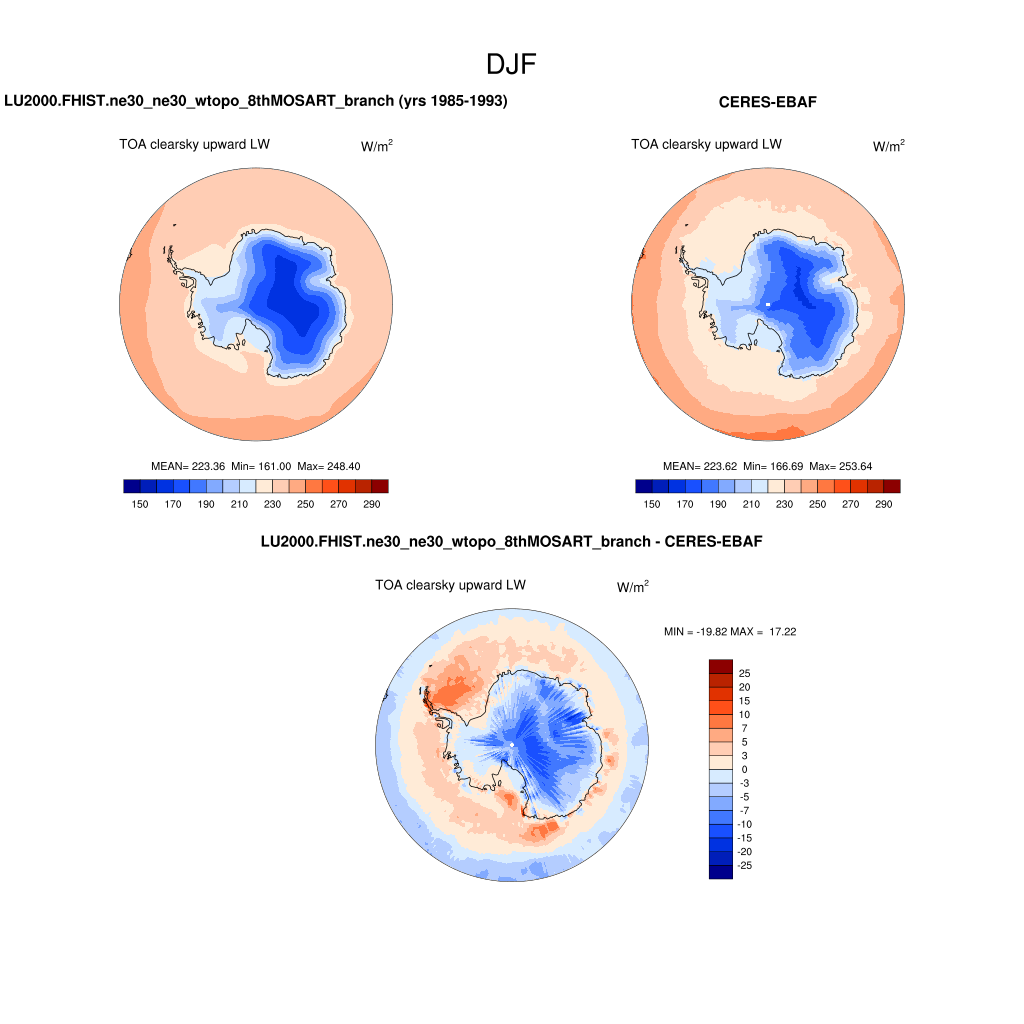 DJF
LU2000.FHIST.ne30_ne30_wtopo_8thMOSART_branch (yrs 1985-1993)
CERES-EBAF
TOA clearsky upward LW W/m²
TOA clearsky upward LW W/m²
MEAN= 223.36 Min= 161.00 Max= 248.40
MEAN= 223.62 Min= 166.69 Max= 253.64
150 170 190 210 230 250 270 290
150 170 190 210 230 250 270 290
LU2000.FHIST.ne30_ne30_wtopo_8thMOSART_branch - CERES-EBAF
TOA clearsky upward LW W/m²
MIN = -19.82 MAX = 17.22
25
20
15
10
7
5
3
0
-3
-5
-7
-10
-15
-20
-25